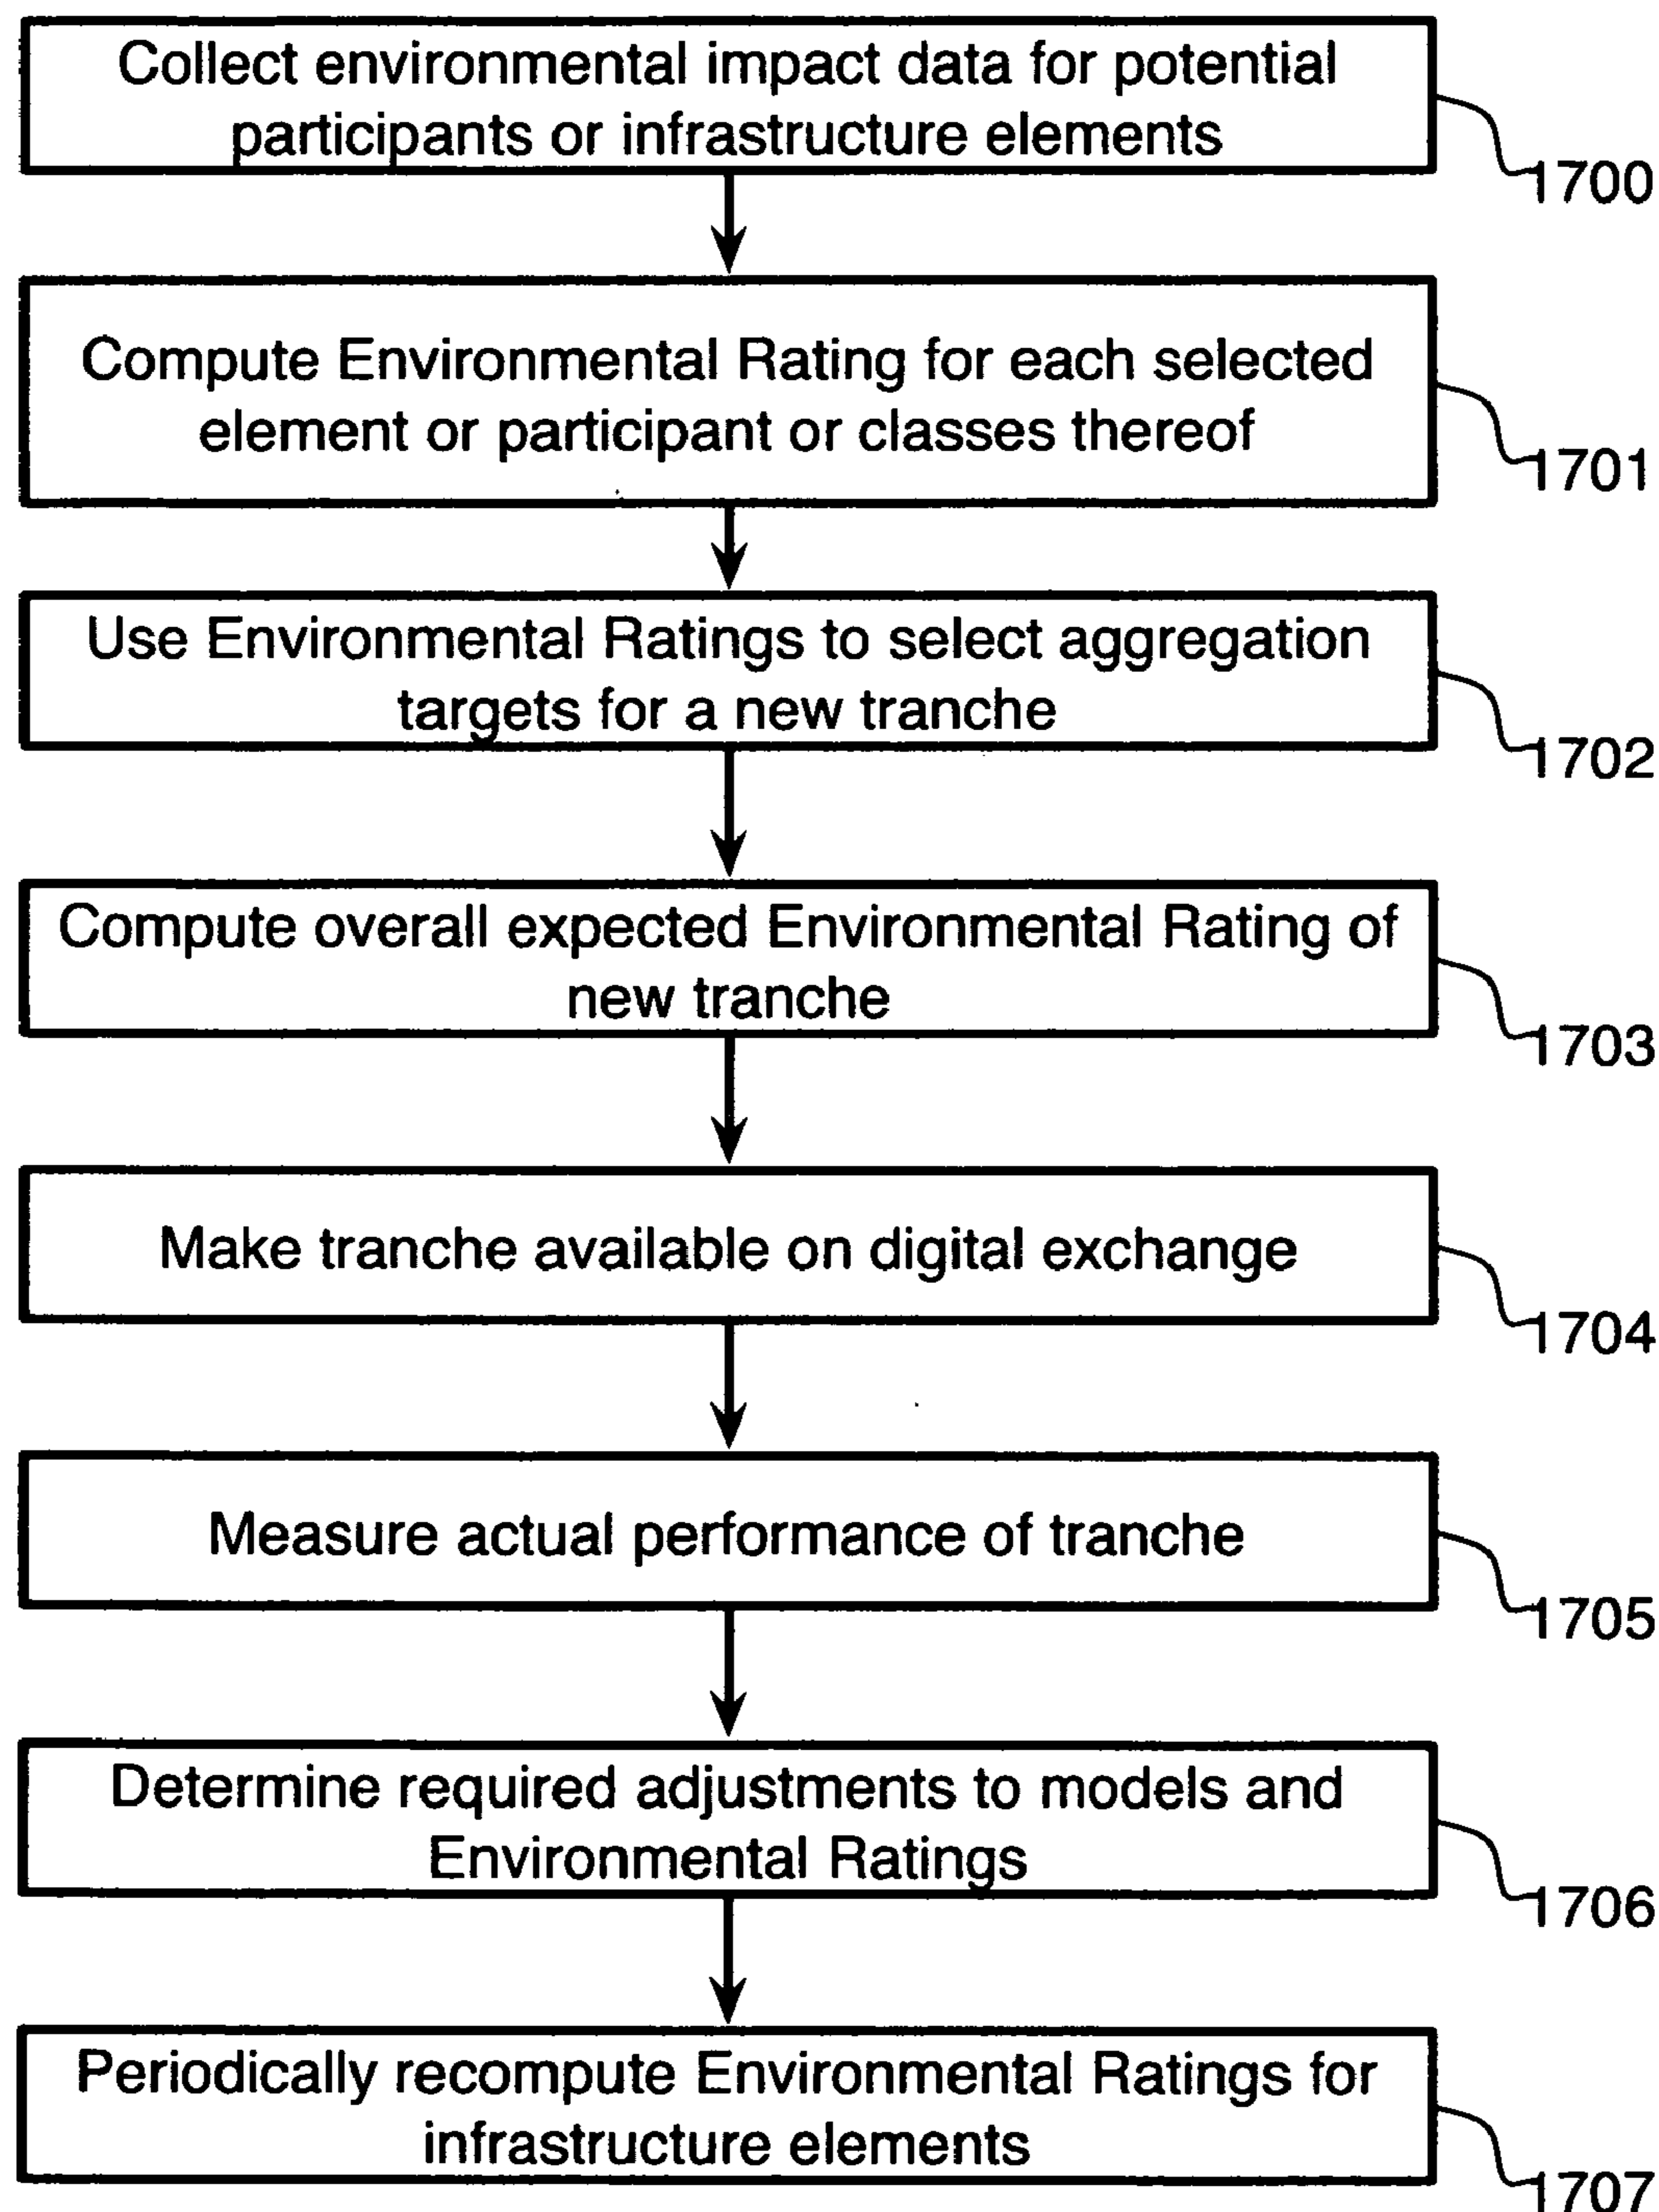 Collect environmental impact data for potential
participants or infrastructure elements
1700
Compute Environmental Rating for each selected
element or participant or classes thereof
1701
Use Environmental Ratings to select aggregation
targets for a new tranche
1702
Compute overall expected Environmental Rating of
new tranche
1703
Make tranche available on digital exchange
1704
Measure actual performance of tranche
1705
Determine required adjustments to models and
Environmental Ratings
1706
Periodically recompute Environmental Ratings for
infrastructure elements
1707